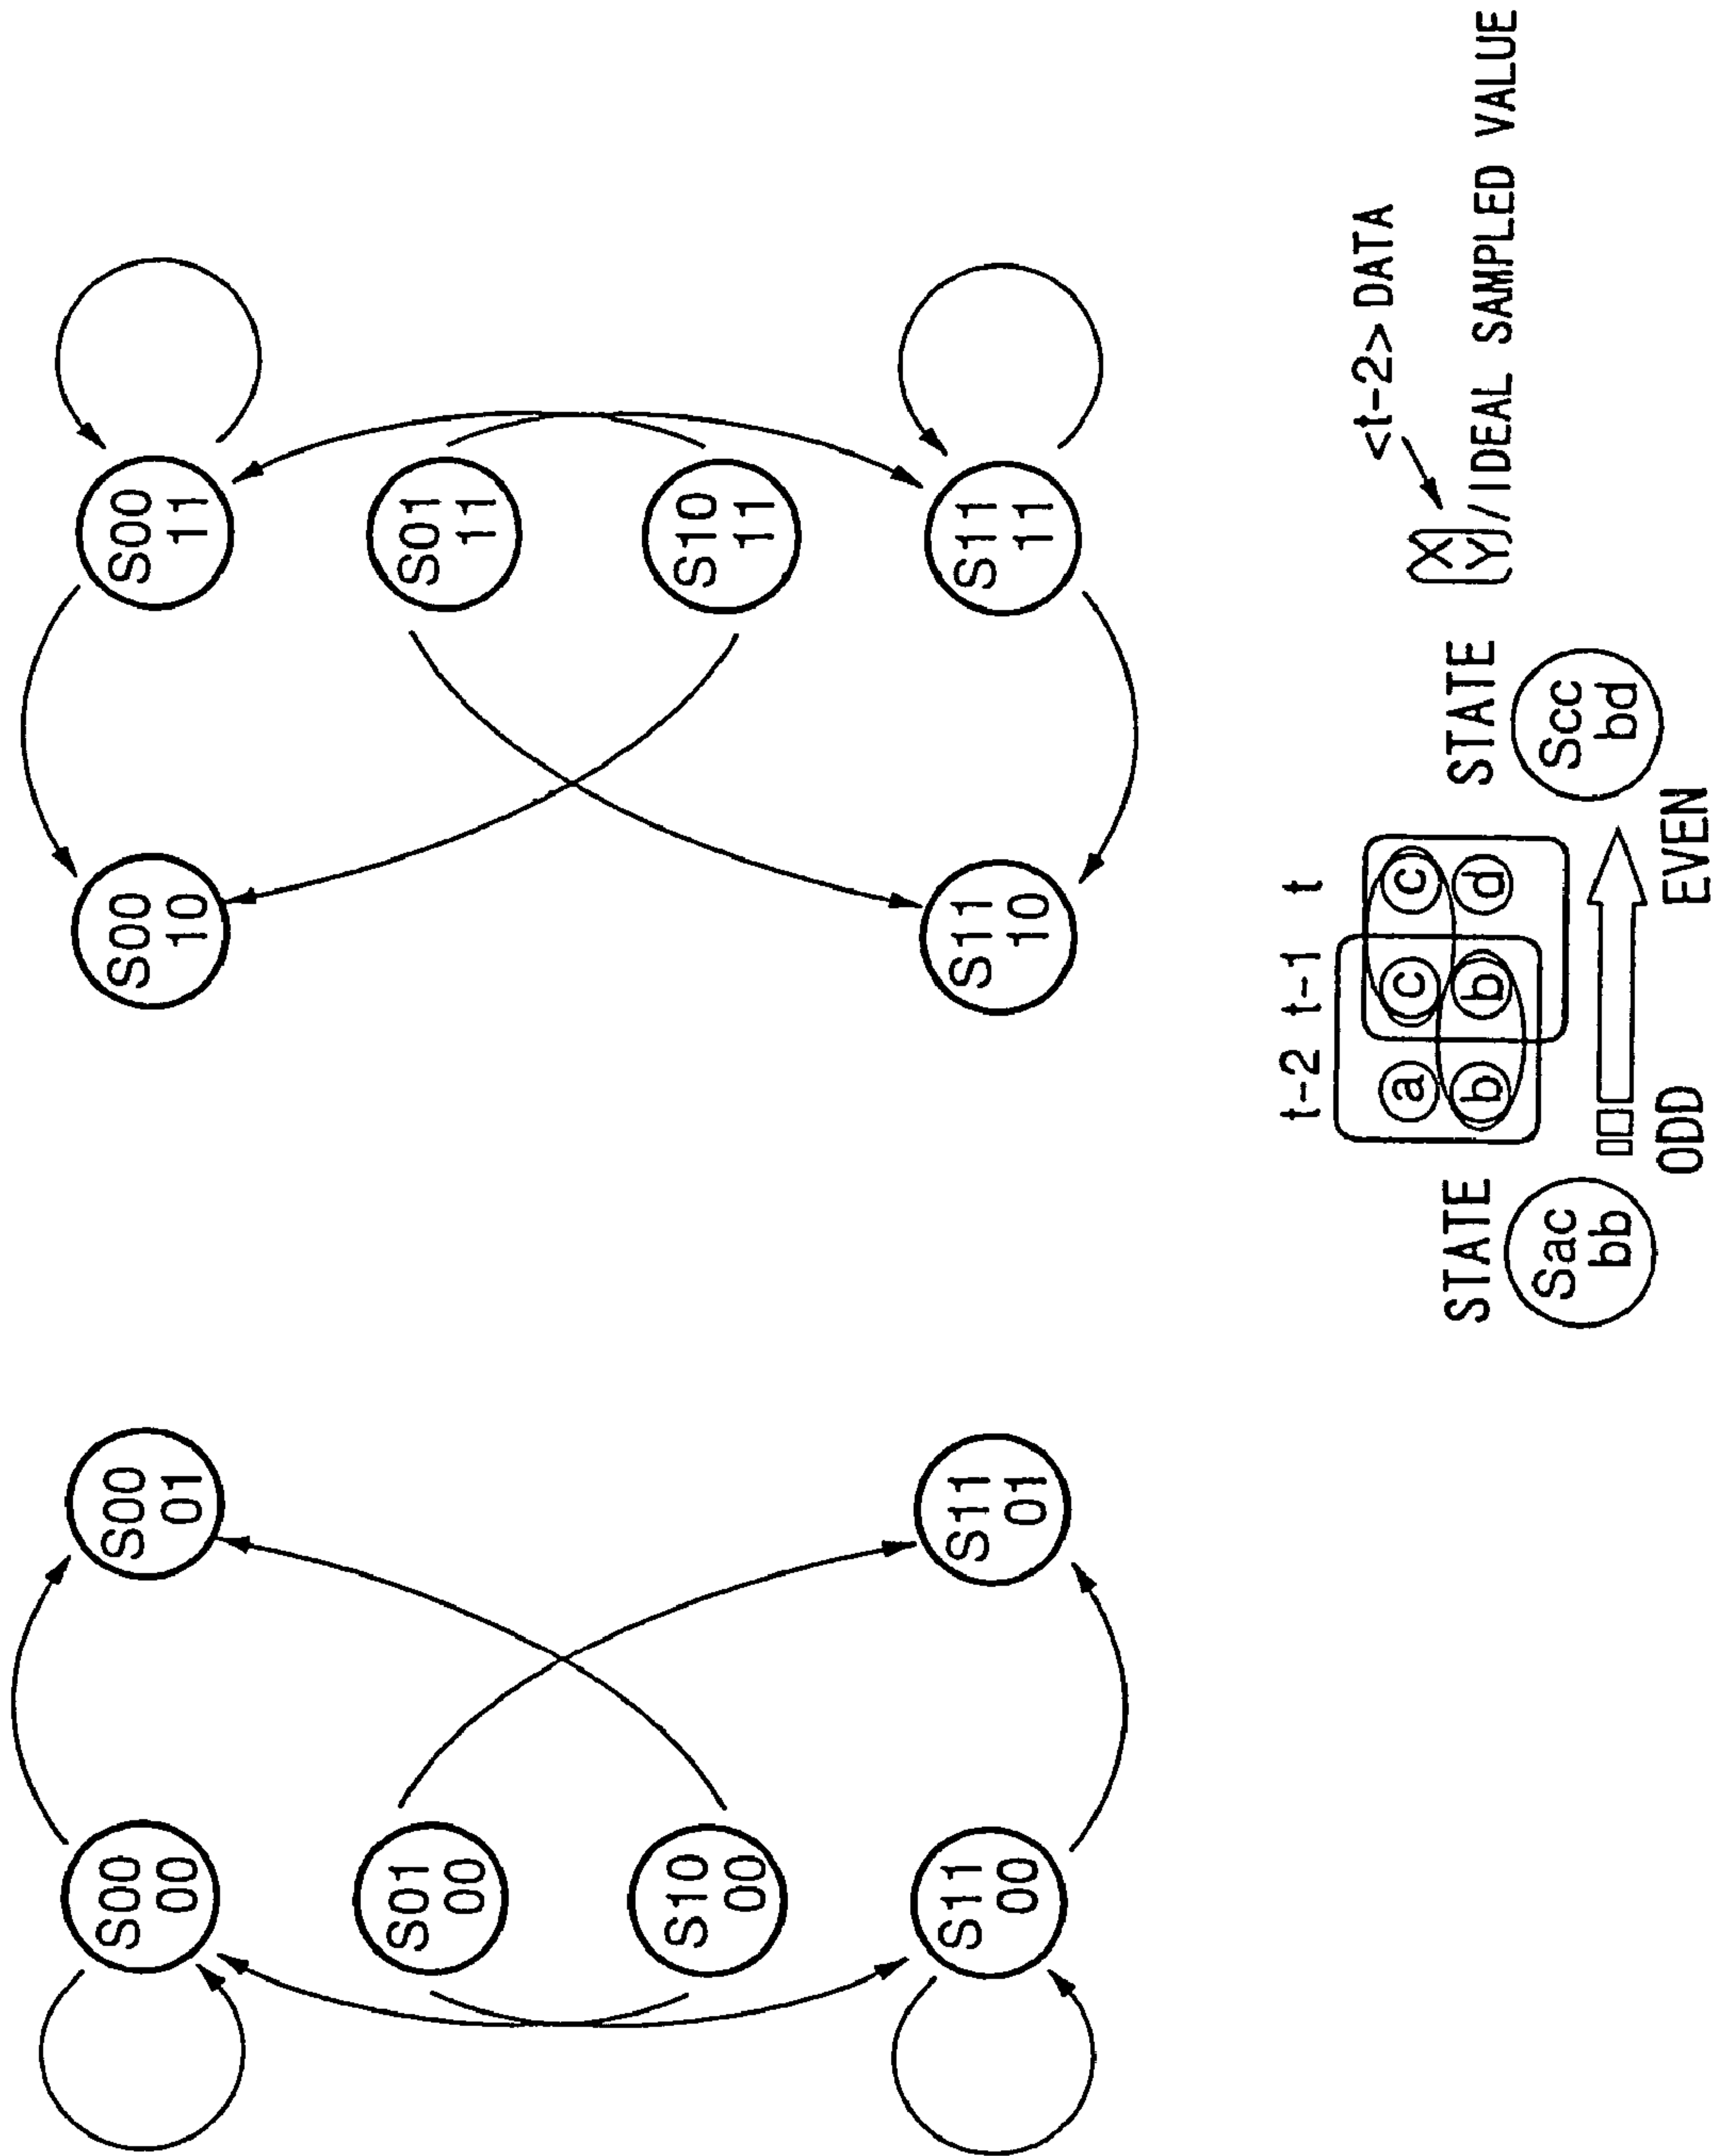 S00
00
S00
01
S00
10
S00
11
S01
00
S01
11
S10
00
S10
11
S11
00
S11
01
S11
10
S11
11
t-2 t-1 t
a c c
b b d
STATE
Sac
bb
STATE
Scc
bd
ODD
EVEN
<t-2> DATA
X
Y // IDEAL SAMPLED VALUE